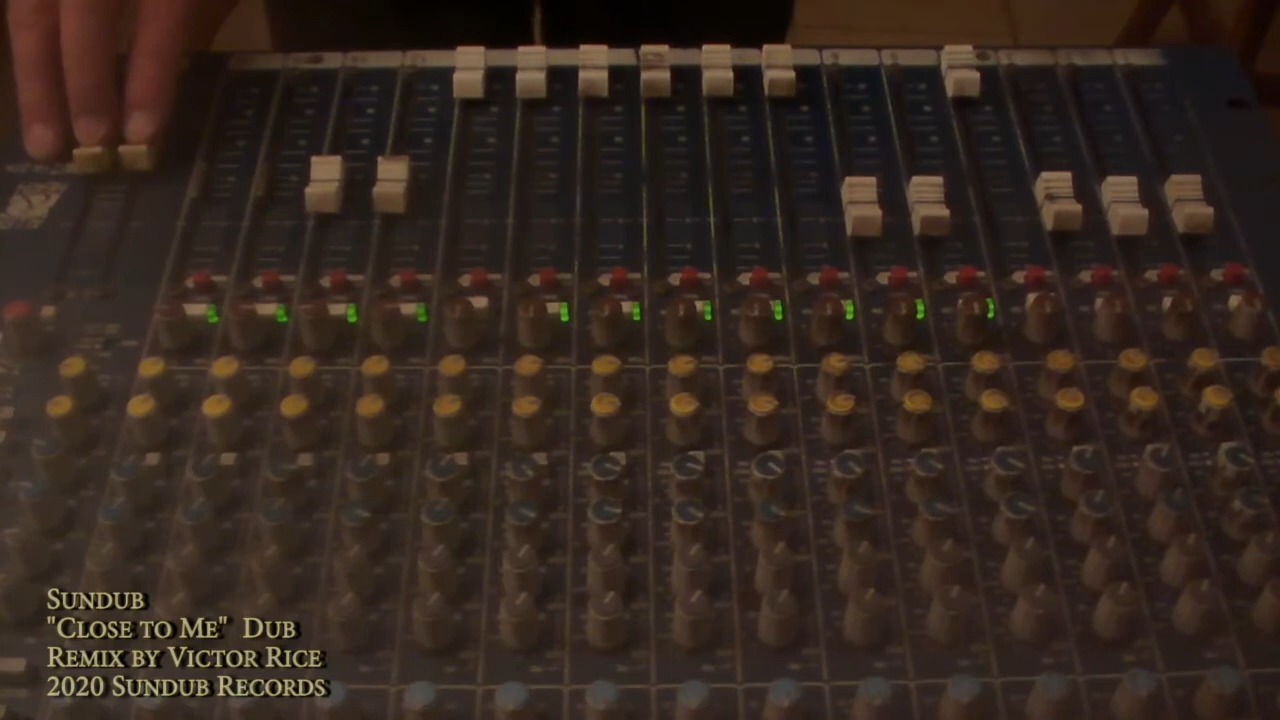 Sundub
"Close to Me" Dub
Remix by Victor Rice
2020 Sundub Records